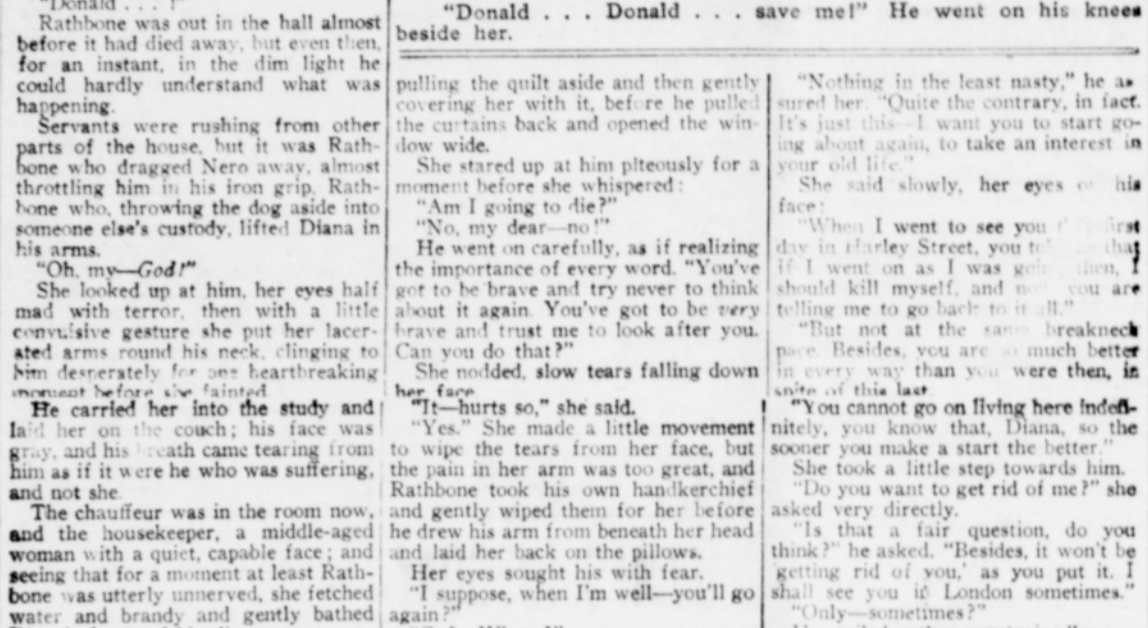 "Donald . . . !"
Rathbone was out in the hall almost
before it had died away, but even then,
for an instant, in the dim light he
could hardly understand what was
happening.
Servants were rushing from other
parts of the house, but it was Rath-
bone who dragged Nero away, almost
throttling him in his iron grip, Rath-
bone who, throwing the dog aside into
someone else's custody, lifted Diana in
his arms.
"Oh, my—God!"
She looked up at him, her eyes half
mad with terror, then with a little
convulsive gesture she put her lacer-
ated arms round his neck, clinging to
him desperately for one heartbreaking
moment before she fainted.
He carried her into the study and
laid her on the couch; his face was
gray, and his breath came tearing from
him as if it were he who was suffering,
and not she.
The chauffeur was in the room now,
and the housekeeper, a middle-aged
woman with a quiet, capable face; and
seeing that for a moment at least Rath-
bone was utterly unnerved, she fetched
water and brandy and gently bathed
"Donald . . . Donald . . . save me!" He went on his knees
beside her.
pulling the quilt aside and then gently
covering her with it, before he pulled
the curtains back and opened the win-
dow wide.
She stared up at him piteously for a
moment before she whispered:
"Am I going to die?"
"No, my dear—no!"
He went on carefully, as if realizing
the importance of every word. "You've
got to be brave and try never to think
about it again. You've got to be very
brave and trust me to look after you.
Can you do that?"
She nodded, slow tears falling down
her face.
"It—hurts so," she said.
"Yes." She made a little movement
to wipe the tears from her face, but
the pain in her arm was too great, and
Rathbone took his own handkerchief
and gently wiped them for her before
he drew his arm from beneath her head
and laid her back on the pillows.
Her eyes sought his with fear.
"I suppose, when I'm well—you'll go
again?"
"Nothing in the least nasty," he as-
sured her. "Quite the contrary, in fact.
It's just this—I want you to start go-
ing about again, to take an interest in
your old life."
She said slowly, her eyes on his
face:
"When I went to see you first
day in Harley Street, you that
if I went on as I was going then, I
should kill myself, and now you are
telling me to go back to it all."
"But not at the same breakneck
pace. Besides, you are so much better
in every way than you were then, in
spite of this last
"You cannot go on living here indefi-
nitely, you know that, Diana, so the
sooner you make a start the better."
She took a little step towards him.
"Do you want to get rid of me?" she
asked very directly.
"Is that a fair question, do you
think?" he asked. "Besides, it won't be
'getting rid of you,' as you put it. I
shall see you in London sometimes."
"Only—sometimes?"